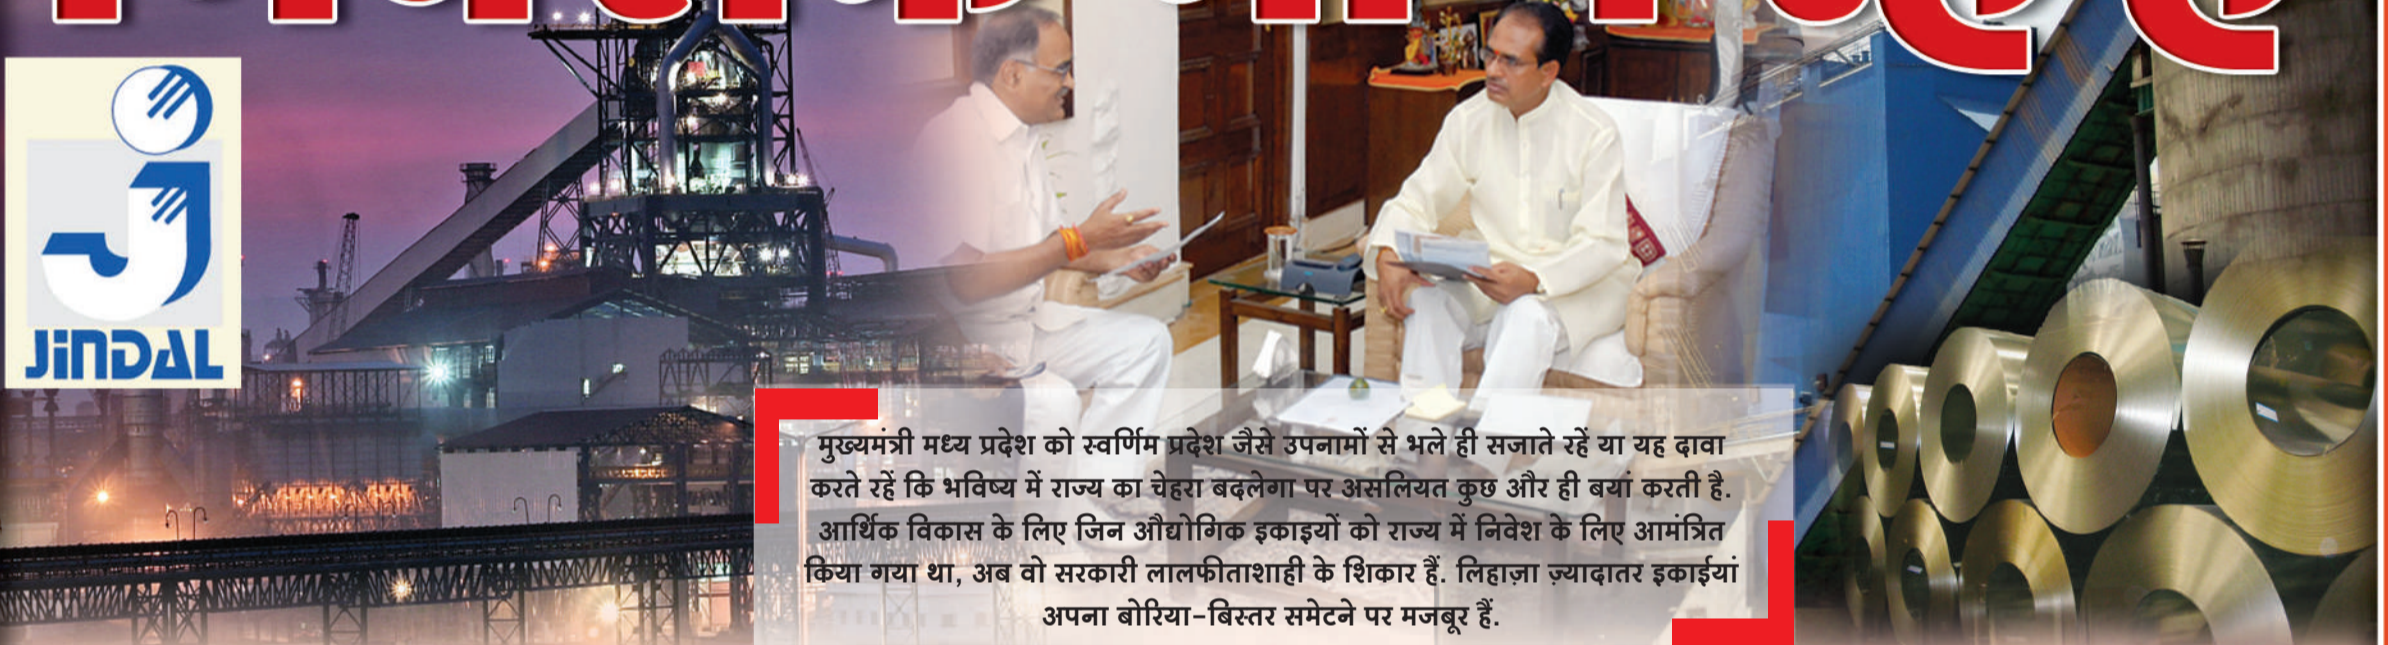 JINDAL
मुख्यमंत्री मध्य प्रदेश को स्वर्णिम प्रदेश जैसे उपनामों से भले ही सजाते रहें या यह दावा
करते रहें कि भविष्य में राज्य का चेहरा बदलेगा पर असलियत कुछ और ही बयां करती है.
आर्थिक विकास के लिए जिन औद्योगिक इकाइयों को राज्य में निवेश के लिए आमंत्रित
किया गया था, अब वो सरकारी लालफीताशाही के शिकार हैं. लिहाज़ा ज़्यादातर इकाईयां
अपना बोरिया-बिस्तर समेटने पर मजबूर हैं.